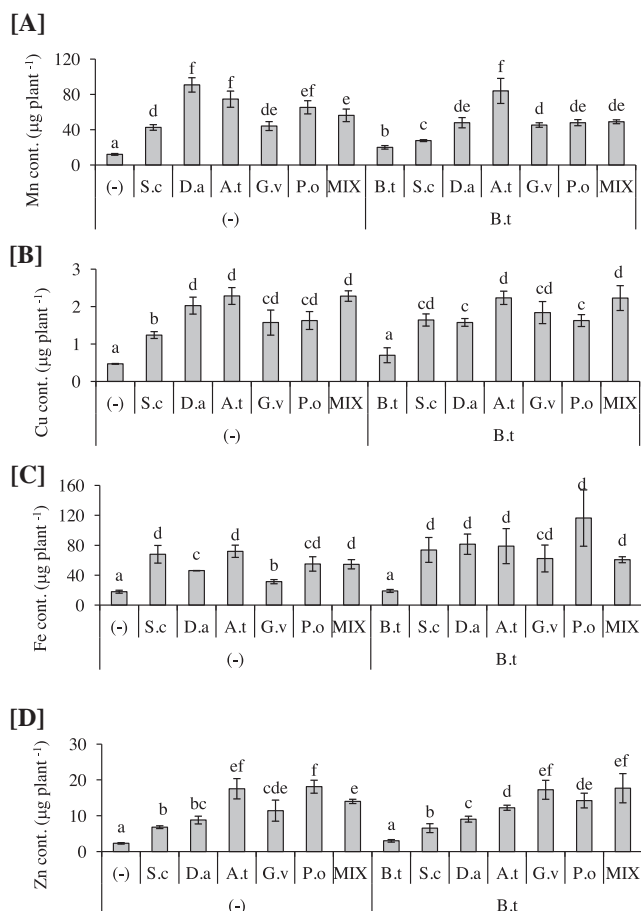 [A]
Mn cont. (µg plant -1)
120
80
40
0
a d f f de ef e b c de f d de de
(-) S.c D.a A.t G.v P.o MIX B.t S.c D.a A.t G.v P.o MIX
(-) B.t
[B]
Cu cont. (µg plant -1)
3
2
1
0
a b d d cd cd d a cd c d cd c d
(-) S.c D.a A.t G.v P.o MIX B.t S.c D.a A.t G.v P.o MIX
(-) B.t
[C]
Fe cont. (µg plant -1)
160
120
80
40
0
a d c d b cd cd a d d d cd d d
(-) S.c D.a A.t G.v P.o MIX B.t S.c D.a A.t G.v P.o MIX
(-) B.t
[D]
Zn cont. (µg plant -1)
30
20
10
0
a b bc ef cde f e a b c d ef de ef
(-) S.c D.a A.t G.v P.o MIX B.t S.c D.a A.t G.v P.o MIX
(-) B.t